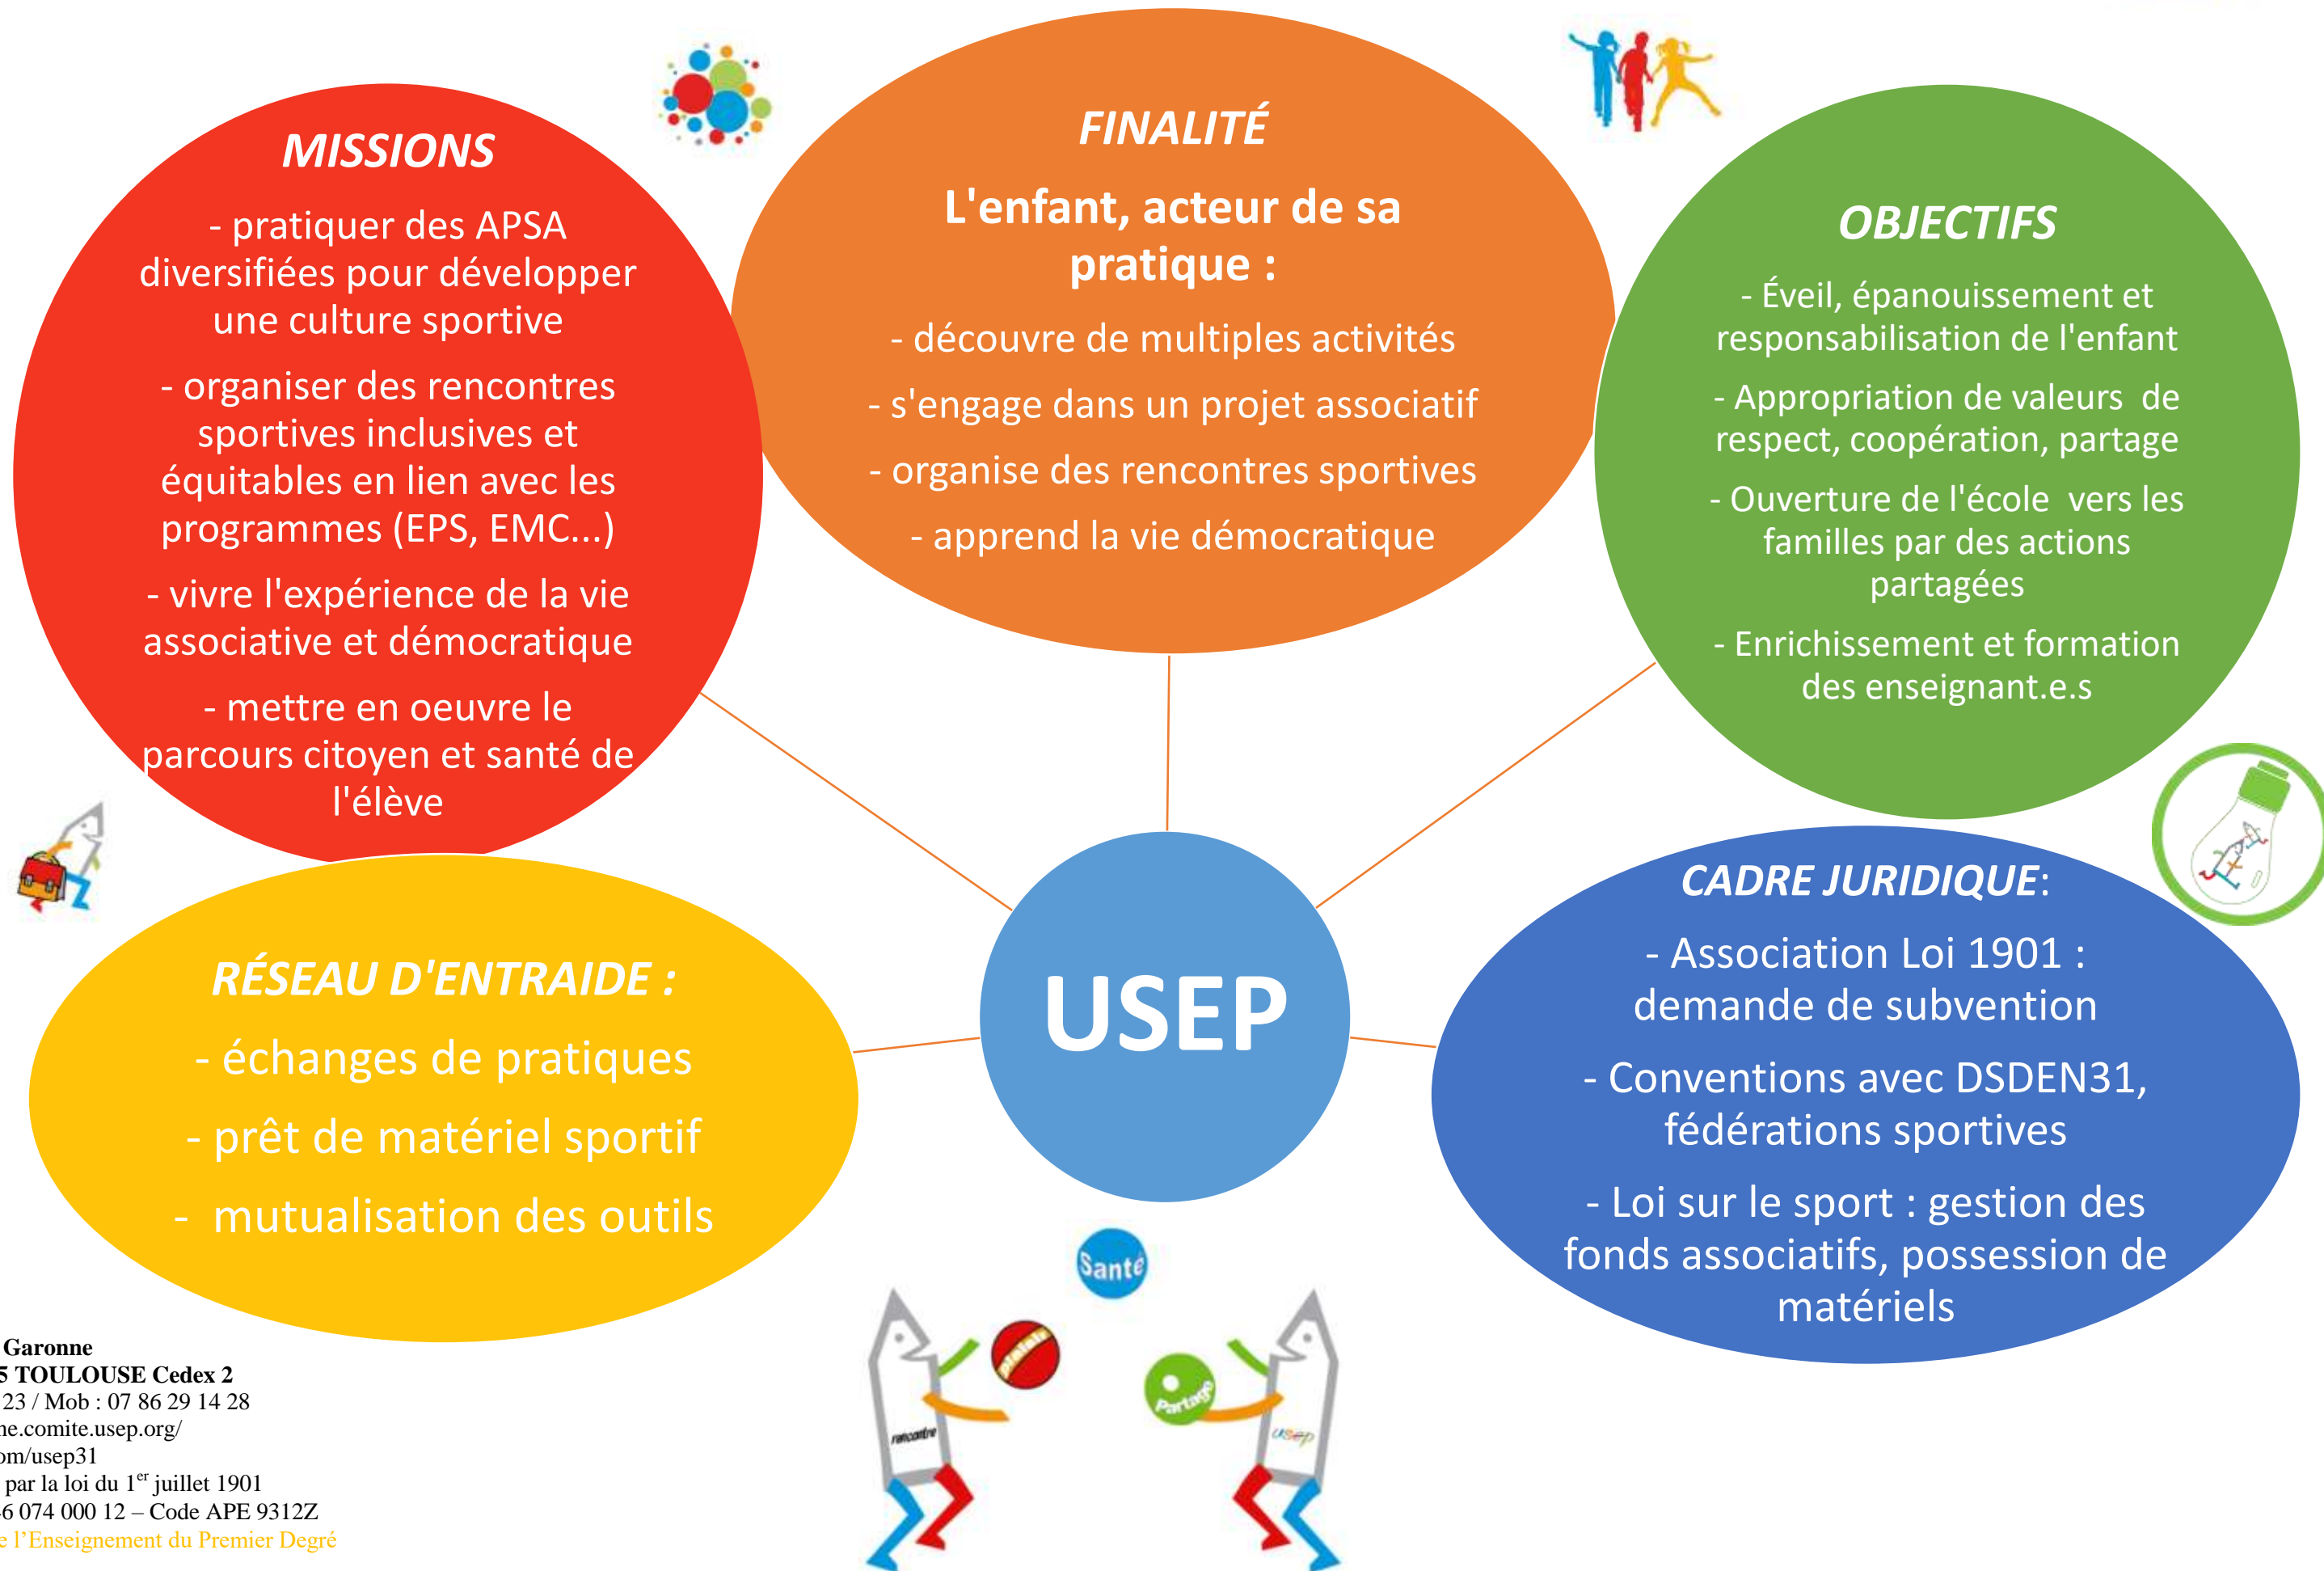 MISSIONS
- pratiquer des APSA
diversifiées pour développer
une culture sportive
- organiser des rencontres
sportives inclusives et
équitables en lien avec les
programmes (EPS, EMC...)
- vivre l'expérience de la vie
associative et démocratique
- mettre en oeuvre le
parcours citoyen et santé de
l'élève
FINALITÉ
L'enfant, acteur de sa
pratique :
- découvre de multiples activités
- s'engage dans un projet associatif
- organise des rencontres sportives
- apprend la vie démocratique
OBJECTIFS
- Éveil, épanouissement et
responsabilisation de l'enfant
- Appropriation de valeurs  de
respect, coopération, partage
- Ouverture de l'école  vers les
familles par des actions
partagées
- Enrichissement et formation
des enseignant.e.s
RÉSEAU D'ENTRAIDE :
- échanges de pratiques
- prêt de matériel sportif
-  mutualisation des outils
USEP
CADRE JURIDIQUE:
- Association Loi 1901 :
demande de subvention
- Conventions avec DSDEN31,
fédérations sportives
- Loi sur le sport : gestion des
fonds associatifs, possession de
matériels
Santé
plaisir
Partage
rencontre
usep
Garonne
5 TOULOUSE Cedex 2
23 / Mob : 07 86 29 14 28
ne.comite.usep.org/
om/usep31
par la loi du 1er juillet 1901
6 074 000 12 – Code APE 9312Z
e l'Enseignement du Premier Degré